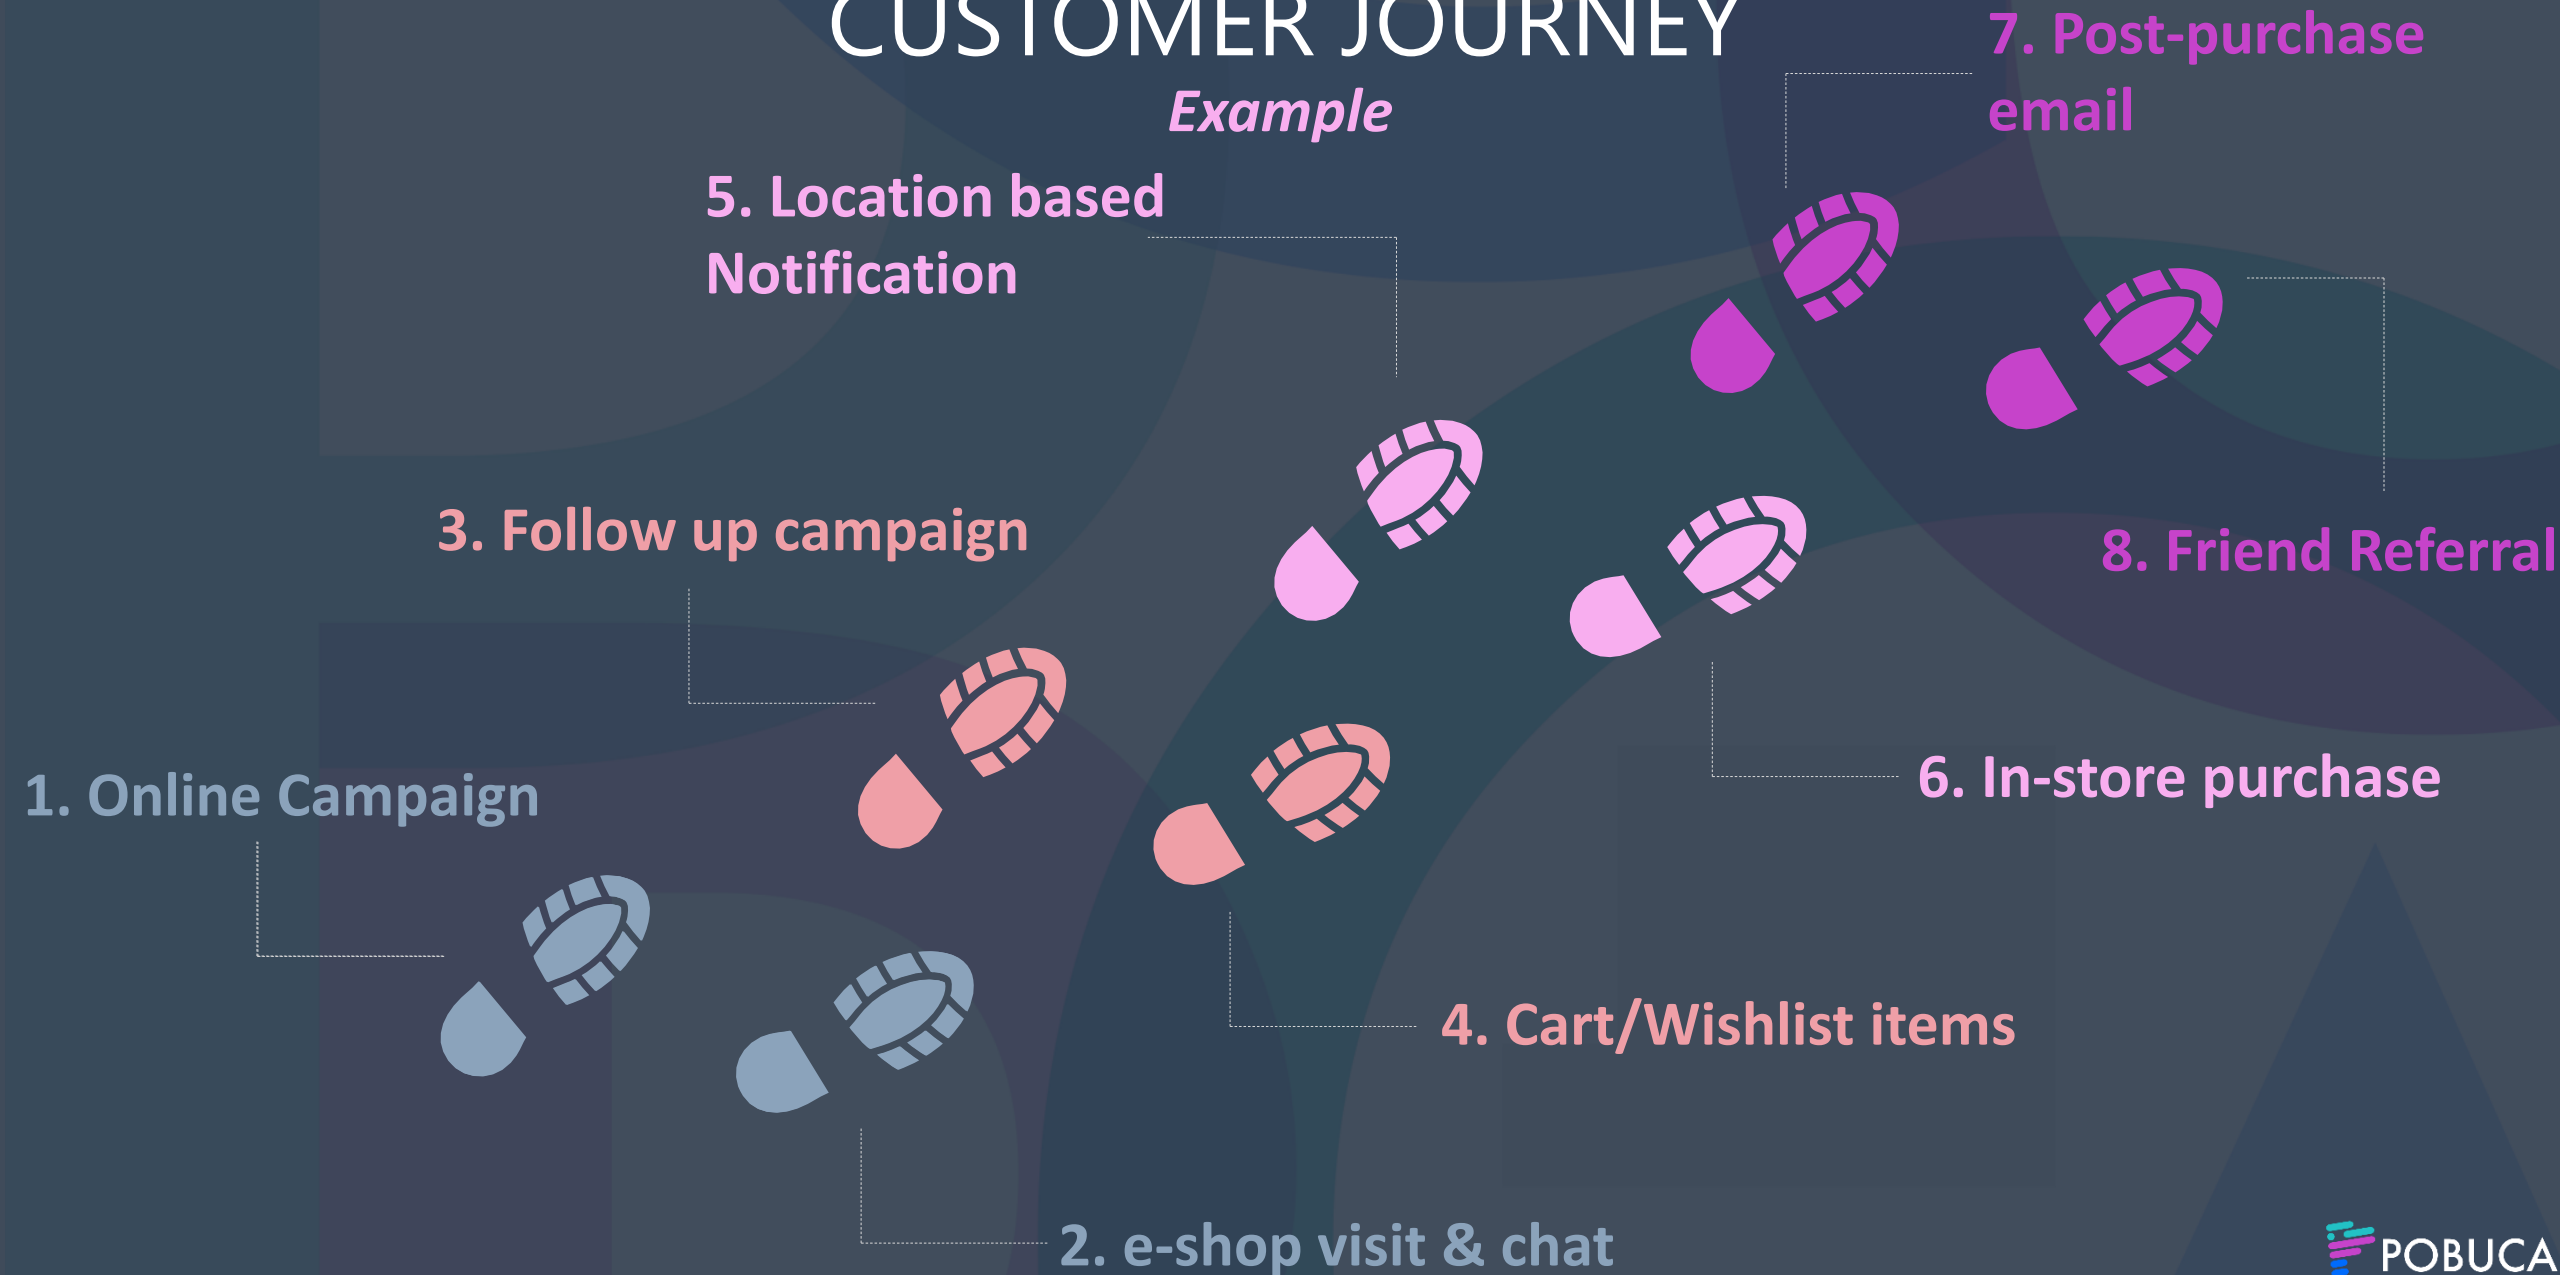 CUSTOMER JOURNEY
Example
7. Post-purchase
email
5. Location based
Notification
3. Follow up campaign
8. Friend Referral
1. Online Campaign
6. In-store purchase
4. Cart/Wishlist items
2. e-shop visit & chat
POBUCA